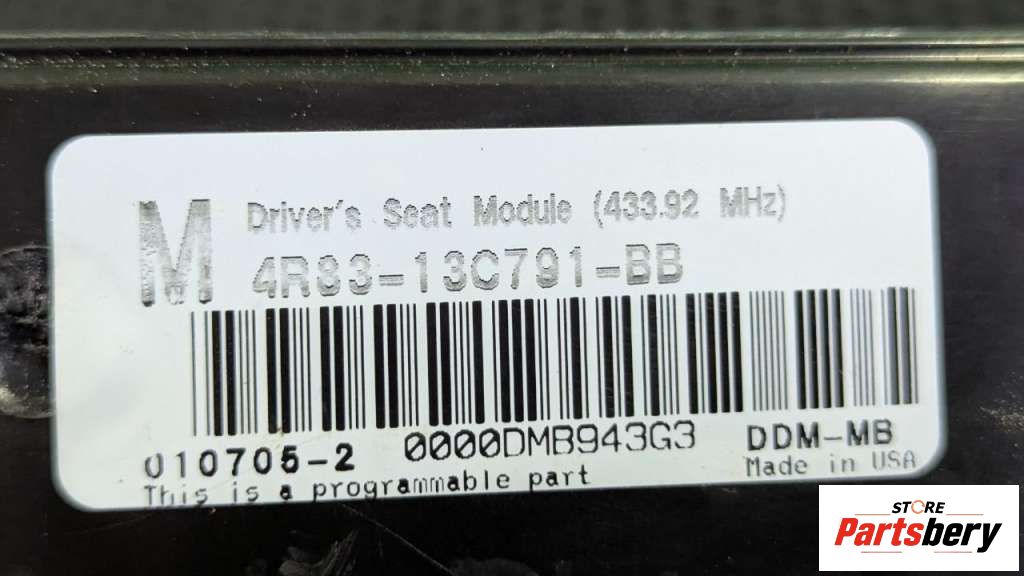 M
Driver's Seat Module (433.92 MHz)
4R83-13C791-BB
010705-2 0000DMB943G3 DDM-MB
This is a programmable part Made in USA
STORE
Partsbery